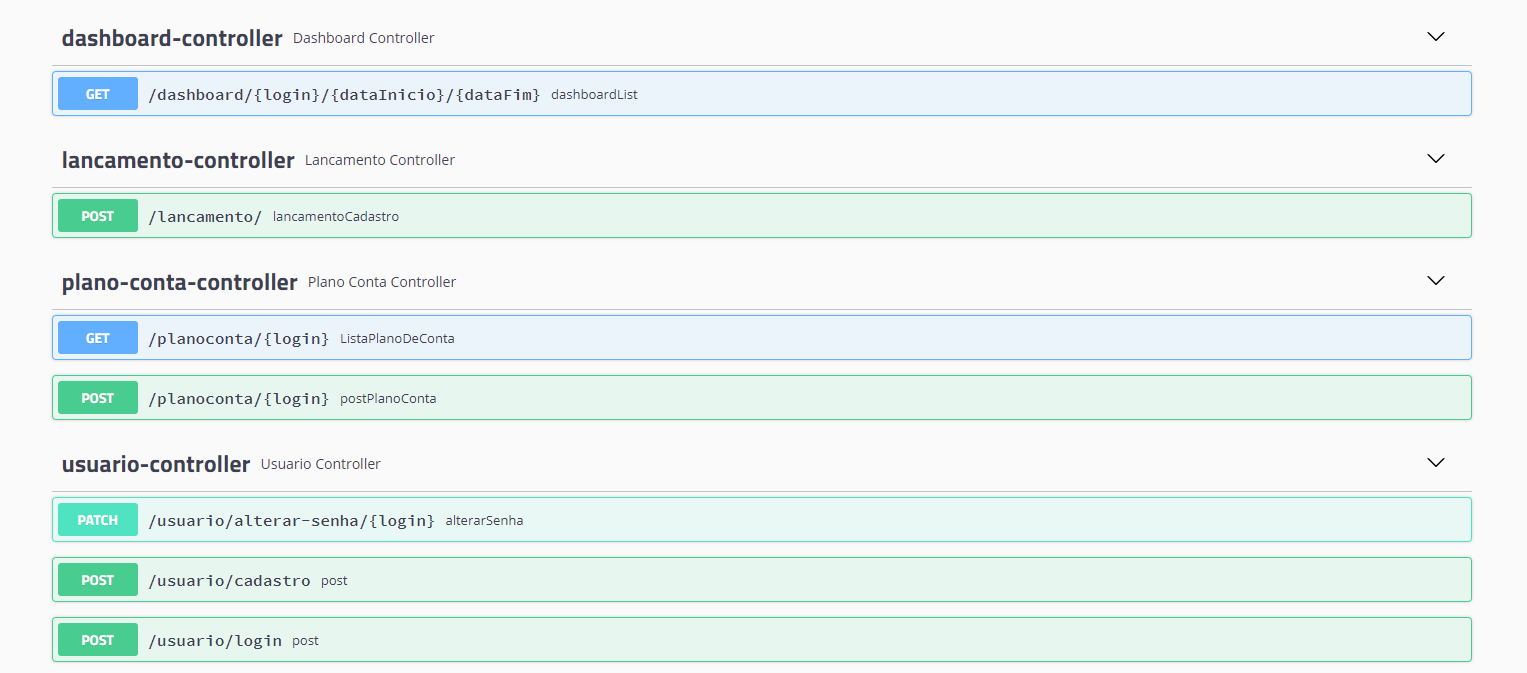 dashboard-controller Dashboard Controller
GET /dashboard/{login}/{dataInicio}/{dataFim} dashboardList
lancamento-controller Lancamento Controller
POST /lancamento/ lancamentoCadastro
plano-conta-controller Plano Conta Controller
GET /planoconta/{login} ListaPlanoDeConta
POST /planoconta/{login} postPlanoConta
usuario-controller Usuario Controller
PATCH /usuario/alterar-senha/{login} alterarSenha
POST /usuario/cadastro post
POST /usuario/login post